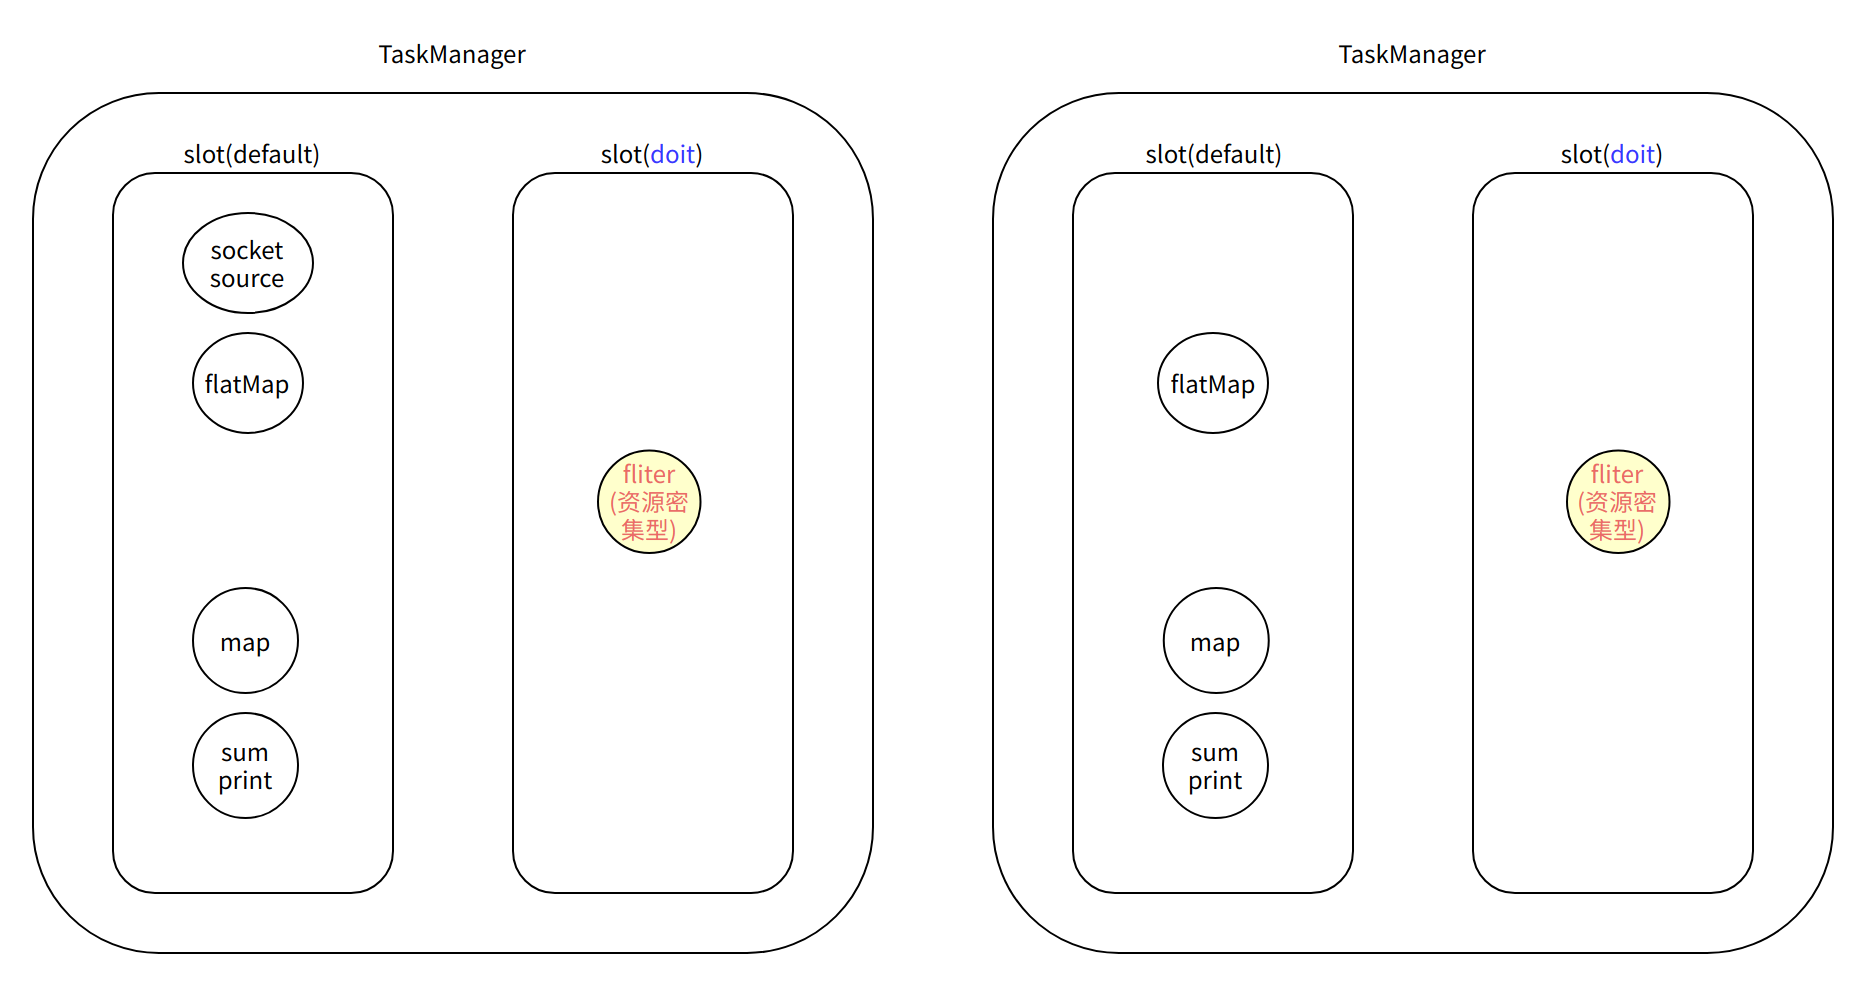 TaskManager
slot(default)
slot(doit)
socket
source
flatMap
fliter
(资源密
集型)
map
sum
print
TaskManager
slot(default)
slot(doit)
flatMap
fliter
(资源密
集型)
map
sum
print